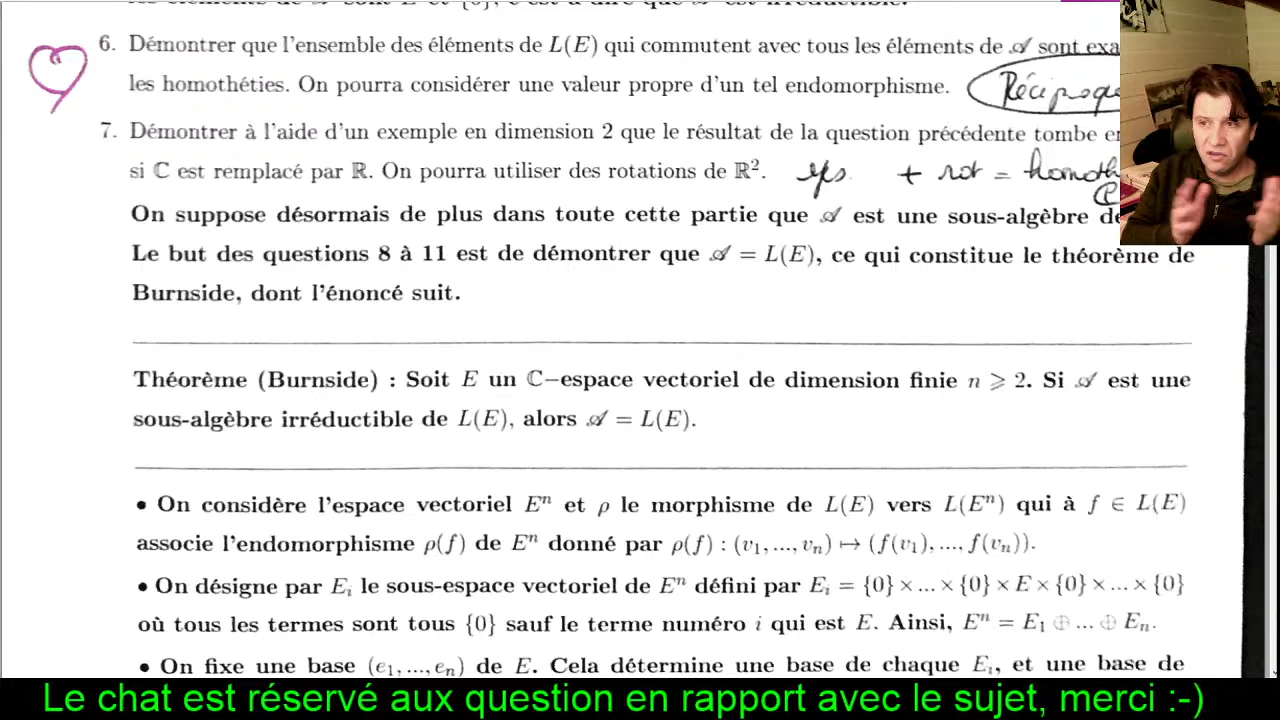 6. Démontrer que l'ensemble des éléments de L(E) qui commutent avec tous les éléments de 𝒜 sont exa
les homothéties. On pourra considérer une valeur propre d'un tel endomorphisme. Réciproque
7. Démontrer à l'aide d'un exemple en dimension 2 que le résultat de la question précédente tombe en
si ℂ est remplacé par ℝ. On pourra utiliser des rotations de ℝ². + rot = homoth
On suppose désormais de plus dans toute cette partie que 𝒜 est une sous-algèbre de
Le but des questions 8 à 11 est de démontrer que 𝒜 = L(E), ce qui constitue le théorème de
Burnside, dont l'énoncé suit.
Théorème (Burnside) : Soit E un ℂ−espace vectoriel de dimension finie n ⩾ 2. Si 𝒜 est une
sous-algèbre irréductible de L(E), alors 𝒜 = L(E).
• On considère l'espace vectoriel Eⁿ et ρ le morphisme de L(E) vers L(Eⁿ) qui à f ∈ L(E)
associe l'endomorphisme ρ(f) de Eⁿ donné par ρ(f) : (v₁, ..., vₙ) ↦ (f(v₁), ..., f(vₙ)).
• On désigne par Eᵢ le sous-espace vectoriel de Eⁿ défini par Eᵢ = {0} × ... × {0} × E × {0} × ... × {0}
où tous les termes sont tous {0} sauf le terme numéro i qui est E. Ainsi, Eⁿ = E₁ ⊕ ... ⊕ Eₙ.
• On fixe une base (e₁, ..., eₙ) de E. Cela détermine une base de chaque Eᵢ, et une base de
Le chat est réservé aux question en rapport avec le sujet, merci :-)